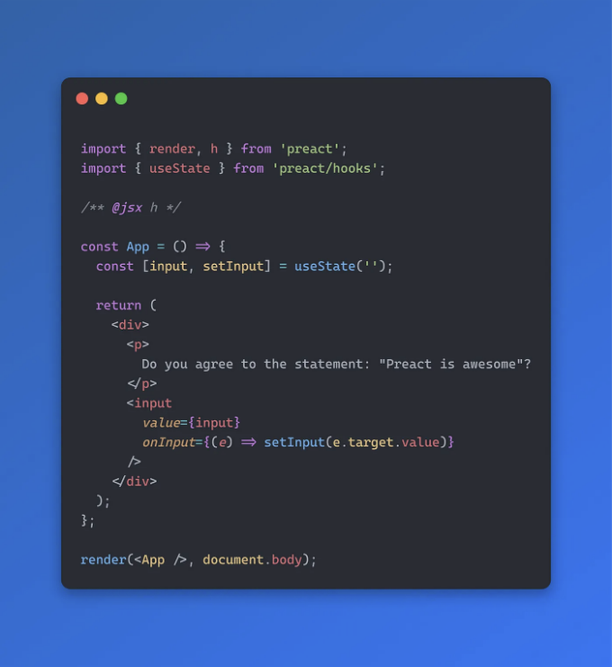 import { render, h } from 'preact';
import { useState } from 'preact/hooks';
/** @jsx h */
const App = () => {
const [input, setInput] = useState('');
return (
<div>
<p>
Do you agree to the statement: "Preact is awesome"?
</p>
<input
value={input}
onInput={(e) => setInput(e.target.value)}
/>
</div>
);
};
render(<App />, document.body);